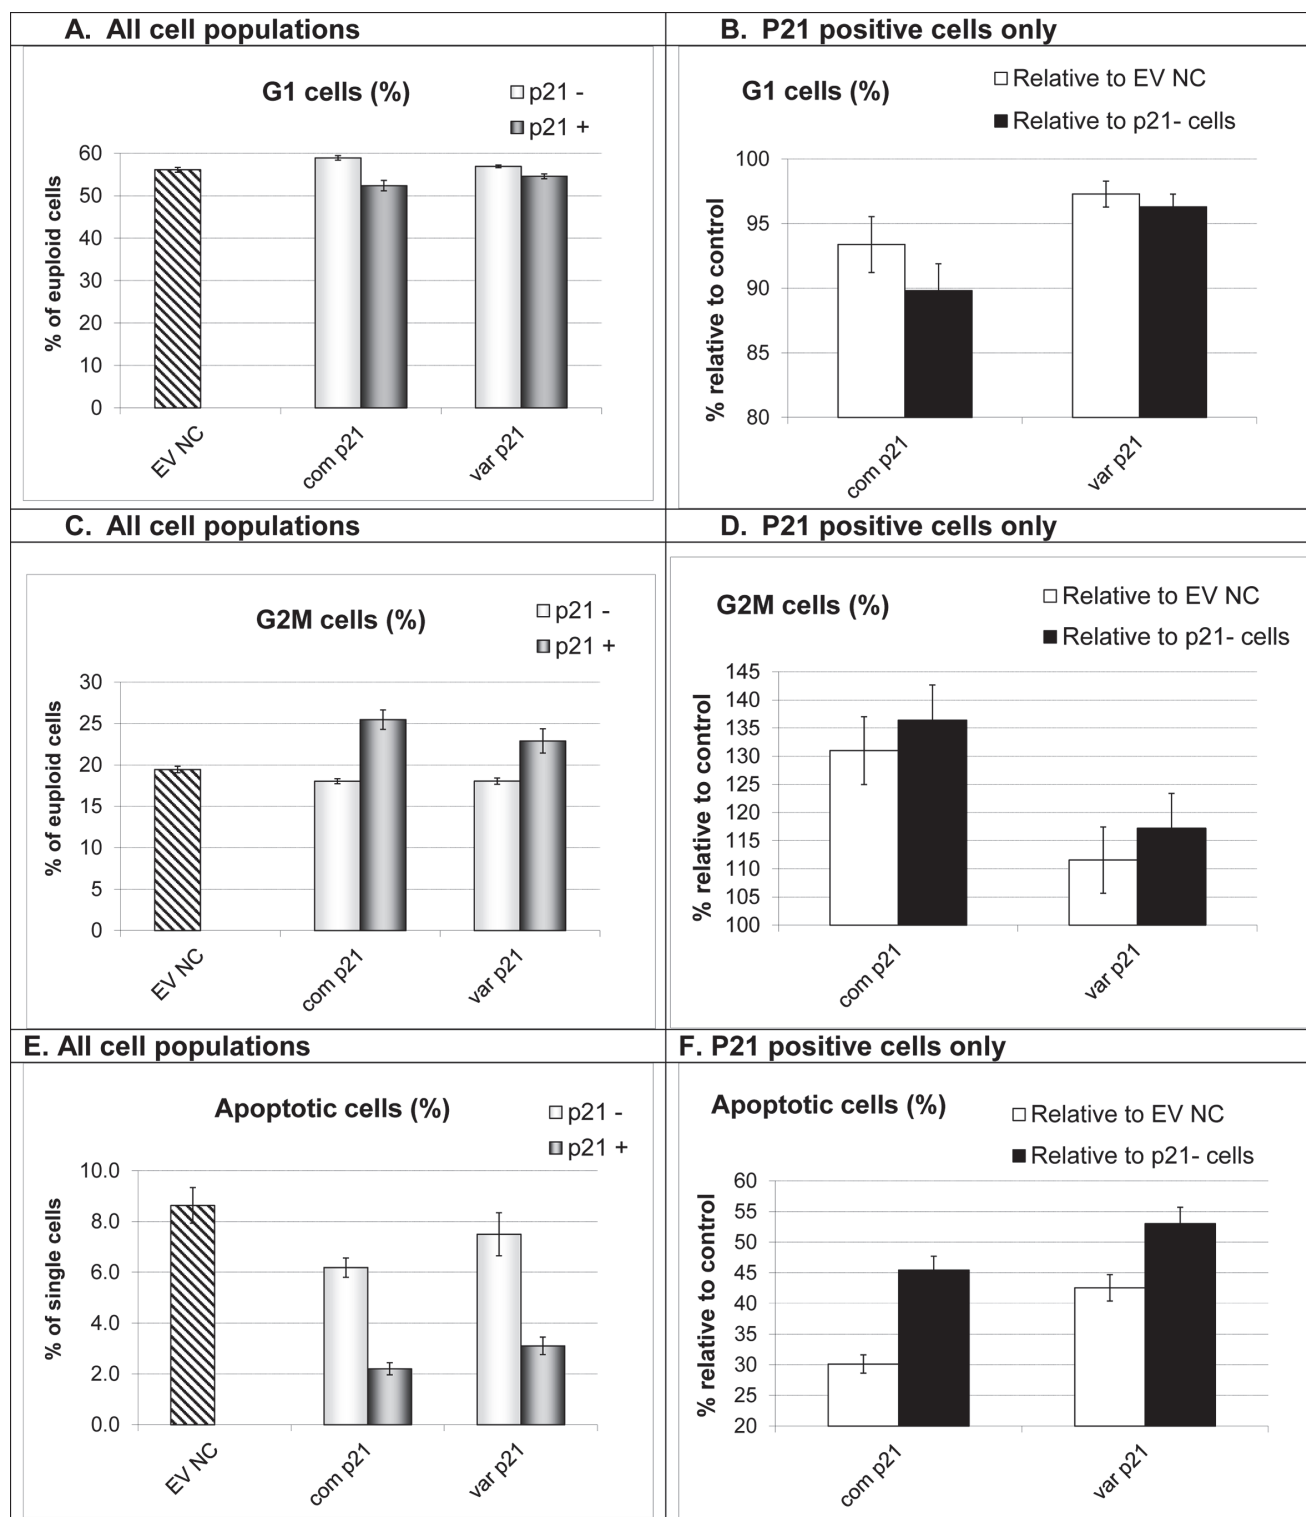 A. All cell populations
B. P21 positive cells only
G1 cells (%)
p21 -
p21 +
% of euploid cells
60
50
40
30
20
10
0
EV NC
com p21
var p21
G1 cells (%)
Relative to EV NC
Relative to p21- cells
% relative to control
100
95
90
85
80
com p21
var p21
C. All cell populations
D. P21 positive cells only
G2M cells (%)
p21 -
p21 +
% of euploid cells
30
25
20
15
10
5
0
EV NC
com p21
var p21
G2M cells (%)
Relative to EV NC
Relative to p21- cells
% relative to control
145
140
135
130
125
120
115
110
105
100
com p21
var p21
E. All cell populations
F. P21 positive cells only
Apoptotic cells (%)
p21 -
p21 +
% of single cells
10.0
8.0
6.0
4.0
2.0
0.0
EV NC
com p21
var p21
Apoptotic cells (%)
Relative to EV NC
Relative to p21- cells
% relative to control
60
55
50
45
40
35
30
25
20
com p21
var p21